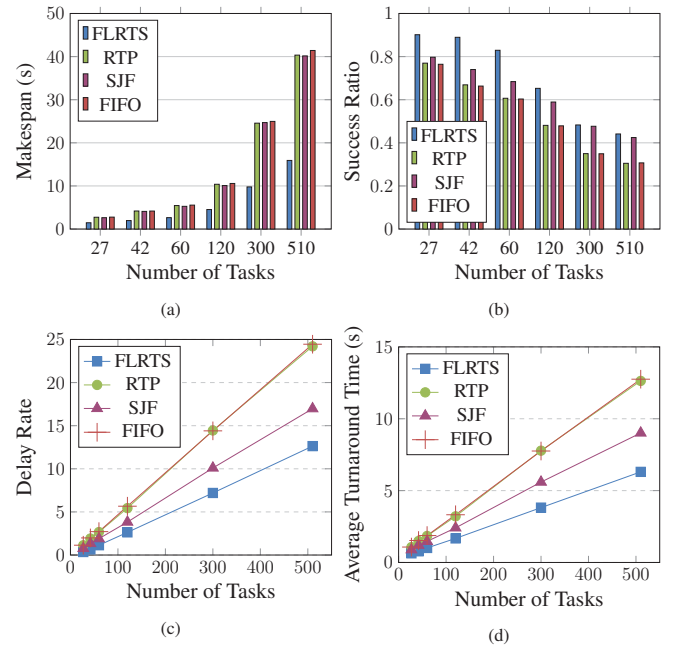 50
40
30
20
10
0
Makespan (s)
FLRTS
RTP
SJF
FIFO
27 42 60 120 300 510
Number of Tasks
(a)
1
0.8
0.6
0.4
0.2
0
Success Ratio
FLRTS
RTP
SJF
FIFO
27 42 60 120 300 510
Number of Tasks
(b)
25
20
15
10
5
0
Delay Rate
FLRTS
RTP
SJF
FIFO
0 100 200 300 400 500
Number of Tasks
(c)
15
10
5
0
Average Turnaround Time (s)
FLRTS
RTP
SJF
FIFO
0 100 200 300 400 500
Number of Tasks
(d)